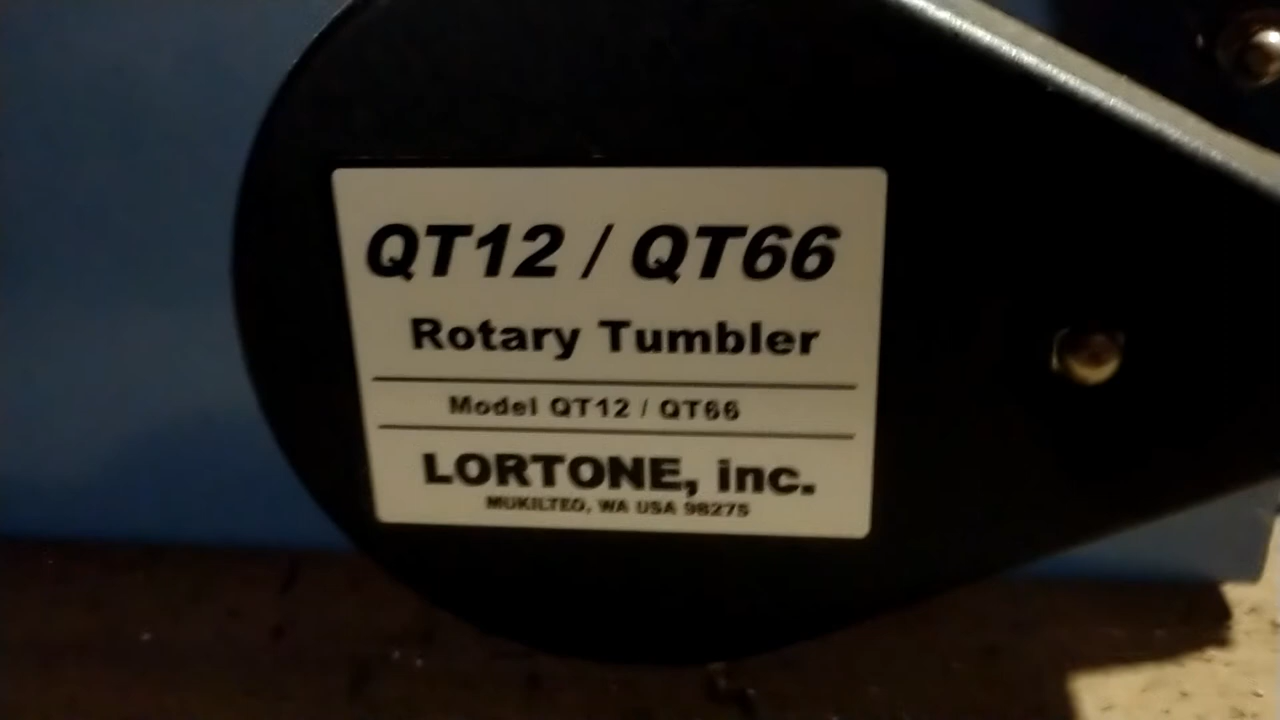 QT12 / QT66
Rotary Tumbler
Model QT12 / QT66
LORTONE, inc.
MUKILTEO, WA USA 98275